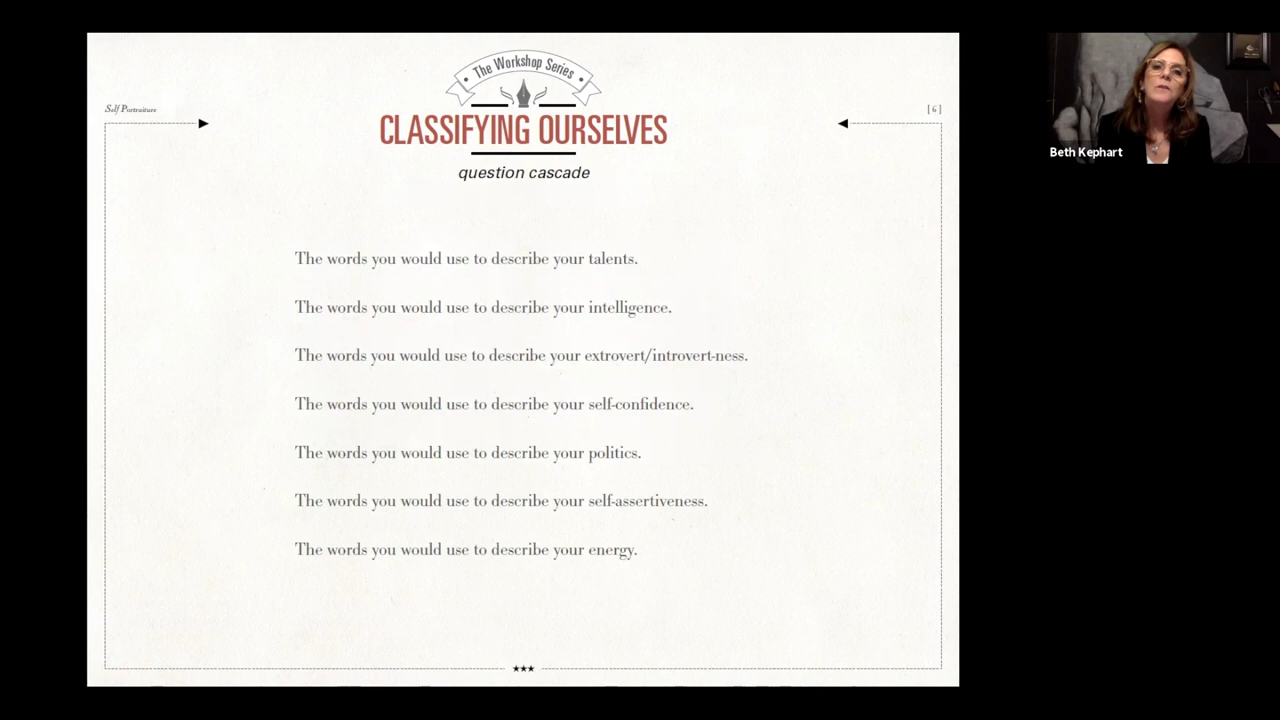 The Workshop Series
Self Portraiture
[ 6 ]
CLASSIFYING OURSELVES
question cascade
The words you would use to describe your talents.
The words you would use to describe your intelligence.
The words you would use to describe your extrovert/introvert-ness.
The words you would use to describe your self-confidence.
The words you would use to describe your politics.
The words you would use to describe your self-assertiveness.
The words you would use to describe your energy.
Beth Kephart